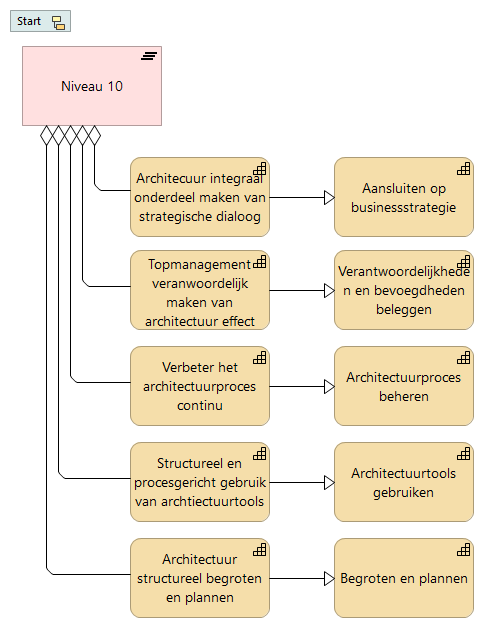 Start
Niveau 10
Architecuur integraal
onderdeel maken van
strategische dialoog
Aansluiten op
businessstrategie
Topmanagement
veranwoordelijk
maken van
architectuur effect
Verantwoordelijkhede
n en bevoegdheden
beleggen
Verbeter het
architectuurproces
continu
Architectuurproces
beheren
Structureel en
procesgericht gebruik
van archtiectuurtools
Architectuurtools
gebruiken
Architectuur
structureel begroten
en plannen
Begroten en plannen